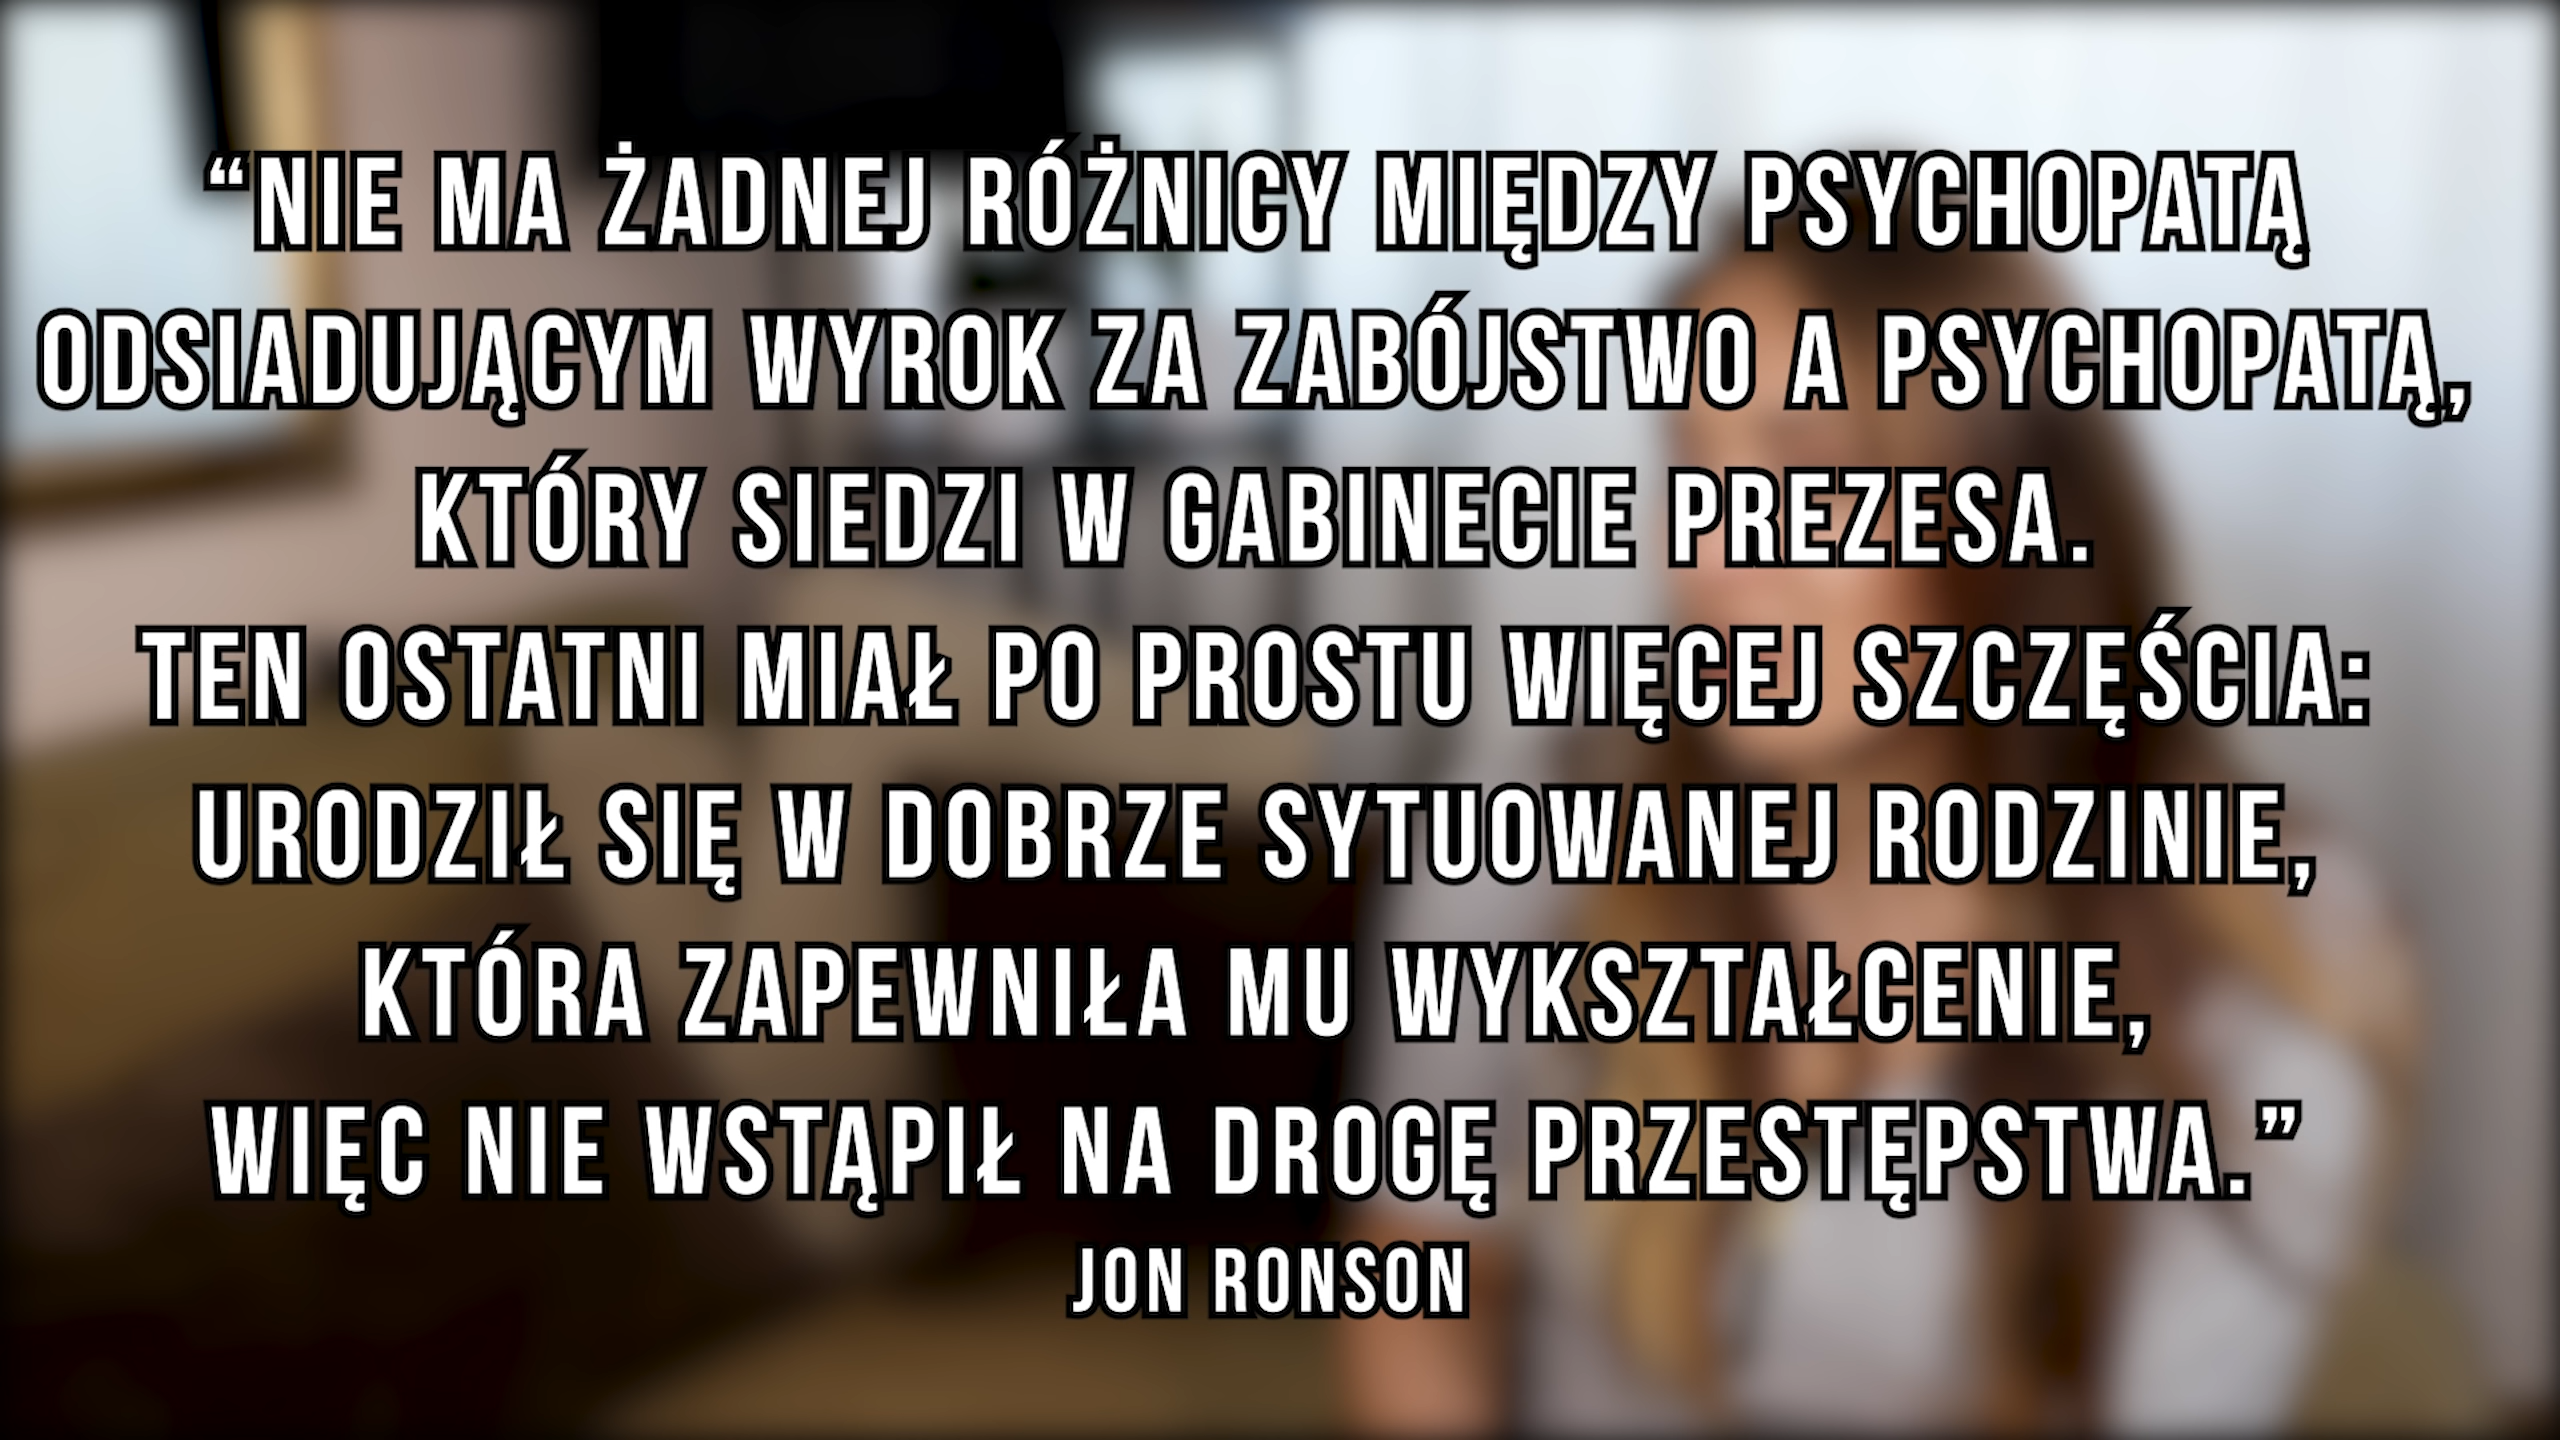 “NIE MA ŻADNEJ RÓŻNICY MIĘDZY PSYCHOPATĄ
ODSIADUJĄCYM WYROK ZA ZABÓJSTWO A PSYCHOPATĄ,
KTÓRY SIEDZI W GABINECIE PREZESA.
TEN OSTATNI MIAŁ PO PROSTU WIĘCEJ SZCZĘŚCIA:
URODZIŁ SIĘ W DOBRZE SYTUOWANEJ RODZINIE,
KTÓRA ZAPEWNIŁA MU WYKSZTAŁCENIE,
WIĘC NIE WSTĄPIŁ NA DROGĘ PRZESTĘPSTWA.”
JON RONSON